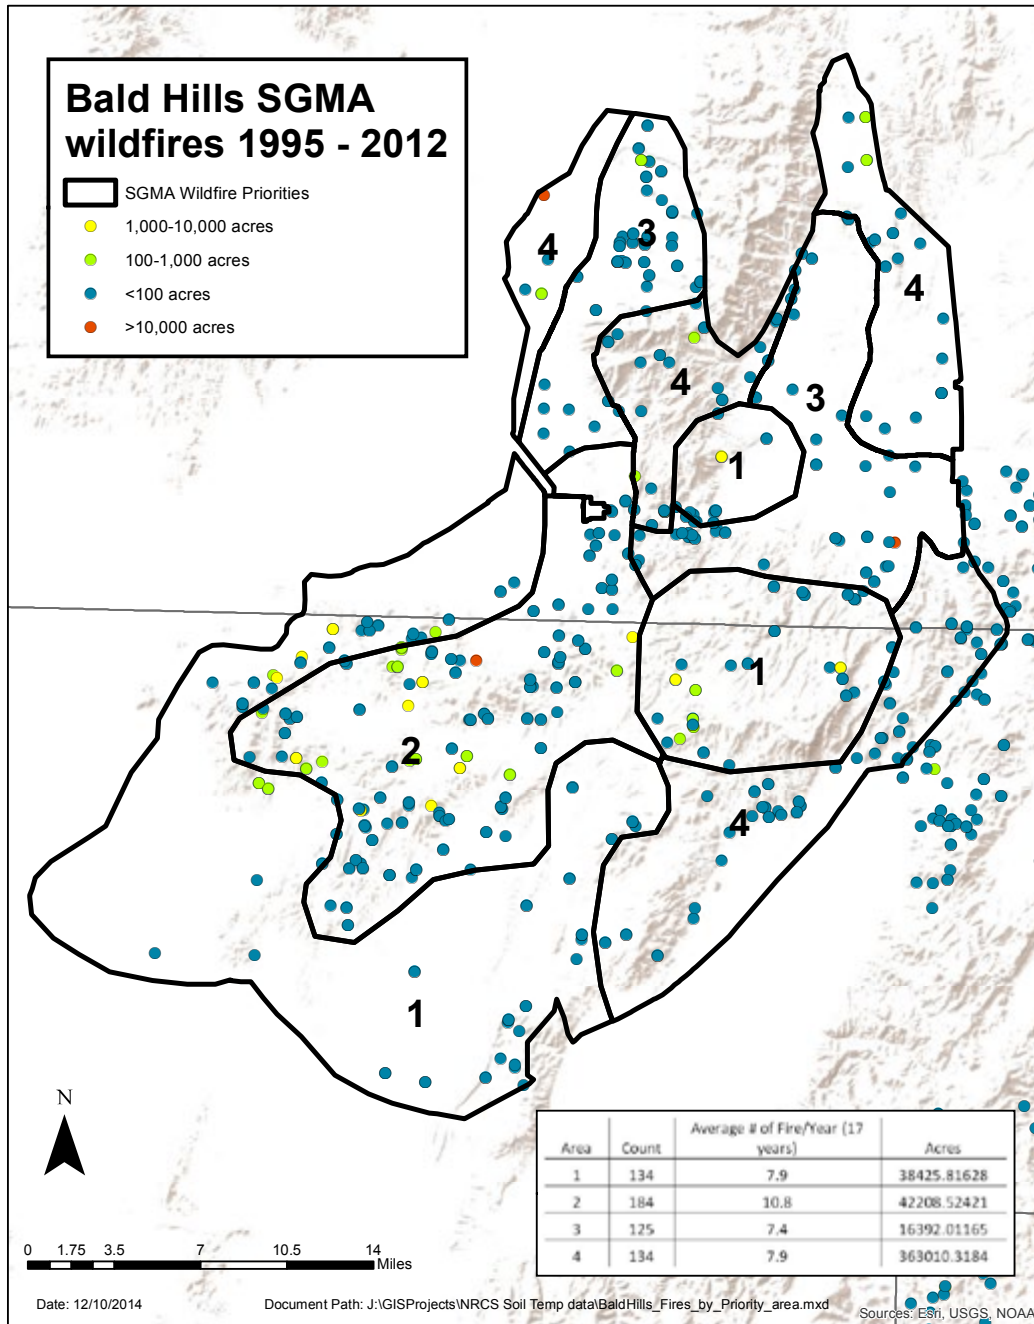 Bald Hills SGMA
wildfires 1995 - 2012
SGMA Wildfire Priorities
1,000-10,000 acres
100-1,000 acres
<100 acres
>10,000 acres
4
3
4
4
3
1
1
2
4
1
N
0 1.75 3.5 7 10.5 14
Miles
Average # of Fire/Year (17
Area Count years) Acres
1 134 7.9 38425.81628
2 184 10.8 42208.52421
3 125 7.4 16392.01165
4 134 7.9 363010.3184
Date: 12/10/2014
Document Path: J:\GISProjects\NRCS Soil Temp data\BaldHills_Fires_by_Priority_area.mxd
Sources: Esri, USGS, NOAA